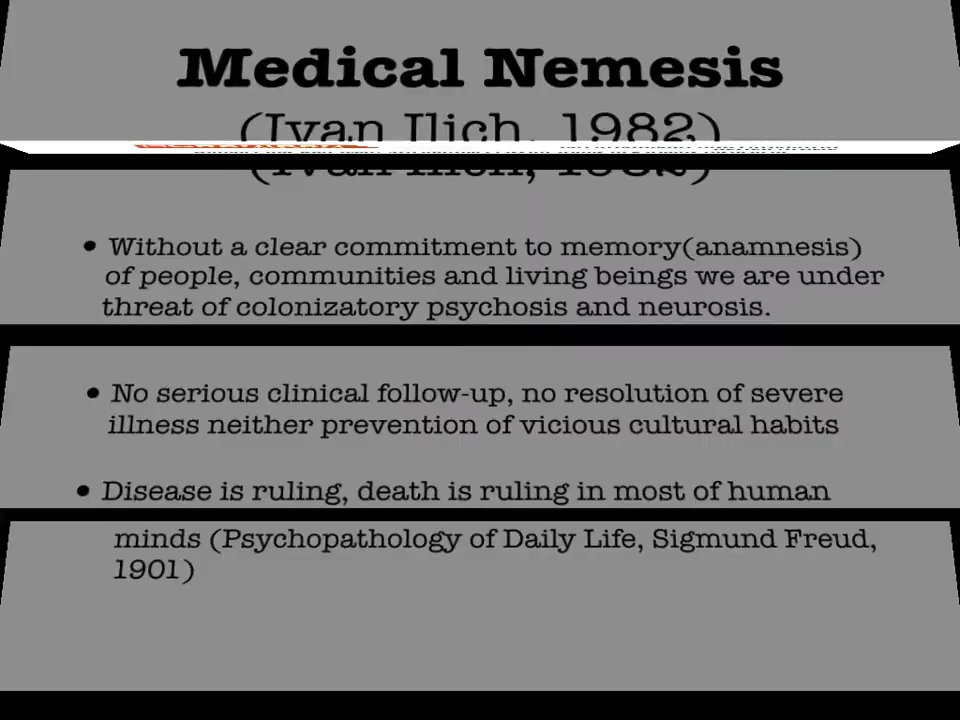 Medical Nemesis
(Ivan Ilich, 1982)
• Without a clear commitment to memory(anamnesis)
of people, communities and living beings we are under
threat of colonizatory psychosis and neurosis.
• No serious clinical follow-up, no resolution of severe
illness neither prevention of vicious cultural habits
• Disease is ruling, death is ruling in most of human
minds (Psychopathology of Daily Life, Sigmund Freud,
1901)